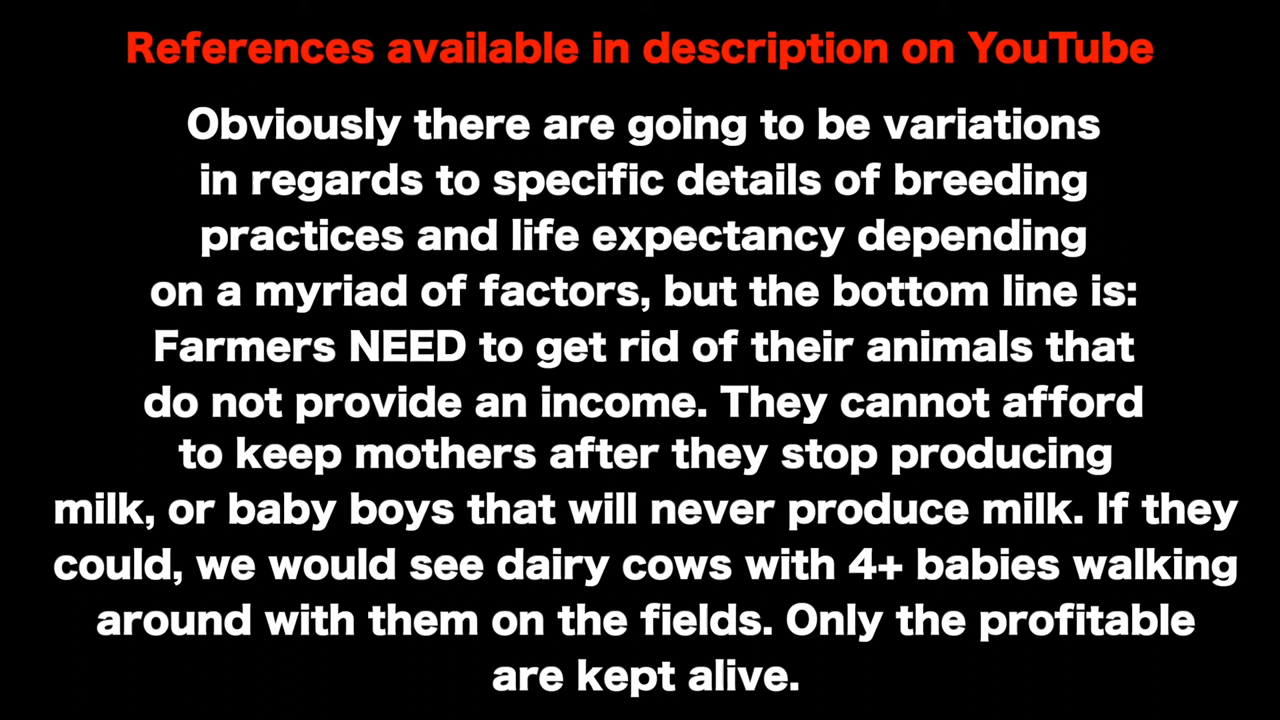 References available in description on YouTube
Obviously there are going to be variations
in regards to specific details of breeding
practices and life expectancy depending
on a myriad of factors, but the bottom line is:
Farmers NEED to get rid of their animals that
do not provide an income. They cannot afford
to keep mothers after they stop producing
milk, or baby boys that will never produce milk. If they
could, we would see dairy cows with 4+ babies walking
around with them on the fields. Only the profitable
are kept alive.